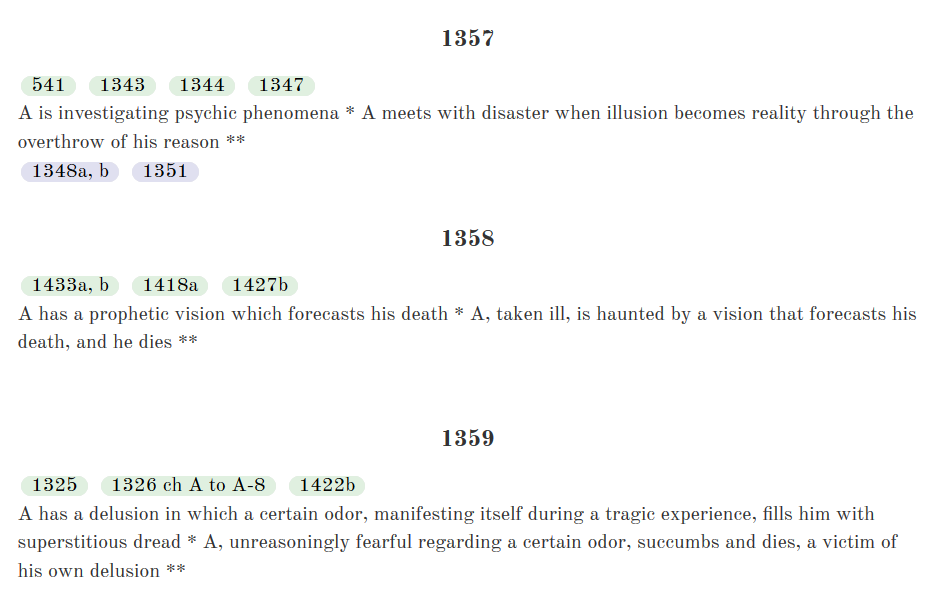 1357
541 1343 1344 1347
A is investigating psychic phenomena * A meets with disaster when illusion becomes reality through the
overthrow of his reason **
1348a, b 1351
1358
1433a, b 1418a 1427b
A has a prophetic vision which forecasts his death * A, taken ill, is haunted by a vision that forecasts his
death, and he dies **
1359
1325 1326 ch A to A-8 1422b
A has a delusion in which a certain odor, manifesting itself during a tragic experience, fills him with
superstitious dread * A, unreasoningly fearful regarding a certain odor, succumbs and dies, a victim of
his own delusion **